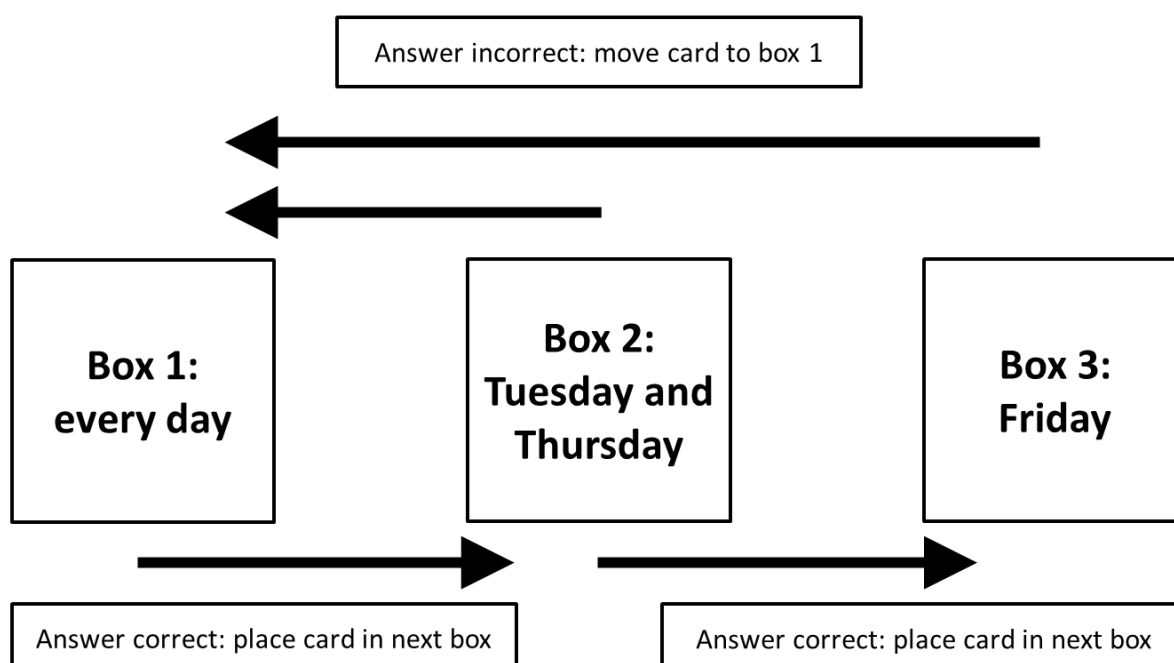 Answer incorrect: move card to box 1
Box 1:
every day
Box 2:
Tuesday and
Thursday
Box 3:
Friday
Answer correct: place card in next box
Answer correct: place card in next box